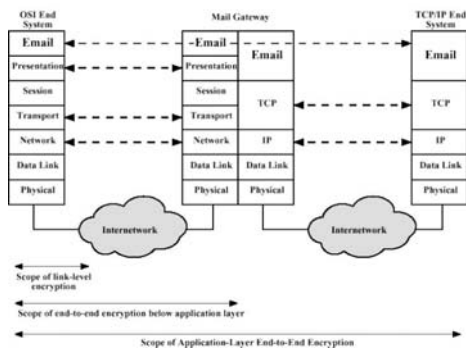 OSI End
System
Mail Gateway
TCP/IP End
System
Email
Presentation
Session
Transport
Network
Data Link
Physical
Email
Presentation
Session
Transport
Network
Data Link
Physical
Email
TCP
IP
Data Link
Physical
Email
TCP
IP
Data Link
Physical
Internetwork
Internetwork
Scope of link-level
encryption
Scope of end-to-end encryption below application layer
Scope of Application-Layer End-to-End Encryption